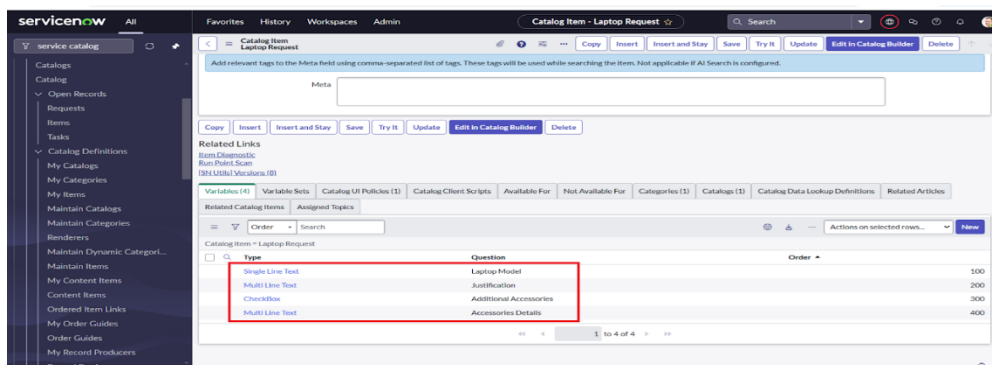 servicenow All Favorites History Workspaces Admin Catalog Item - Laptop Request Search
service catalog
Catalogs
Catalog
Open Records
Requests
Items
Tasks
Catalog Definitions
My Catalogs
My Categories
My Items
Maintain Catalogs
Maintain Categories
Renderers
Maintain Dynamic Categori...
Maintain Items
My Content Items
Content Items
Ordered Item Links
My Order Guides
Order Guides
My Record Producers
Catalog Item
Laptop Request
Copy Insert Insert and Stay Save Try It Update Edit in Catalog Builder Delete
Add relevant tags to the Meta field using comma-separated list of tags. These tags will be used while searching the item. Not applicable if AI Search is configured.
Meta
Copy Insert Insert and Stay Save Try It Update Edit in Catalog Builder Delete
Related Links
Item Diagnostic
Run Point Scan
[SN Utils] Versions (8)
Variables (4) Variable Sets Catalog UI Policies (1) Catalog Client Scripts Available For Not Available For Categories (1) Catalogs (1) Catalog Data Lookup Definitions Related Articles
Related Catalog Items Assigned Topics
Order Search Actions on selected rows... New
Catalog item = Laptop Request
Type Question Order
Single Line Text Laptop Model 100
Multi Line Text Justification 200
CheckBox Additional Accessories 300
Multi Line Text Accessories Details 400
1 to 4 of 4